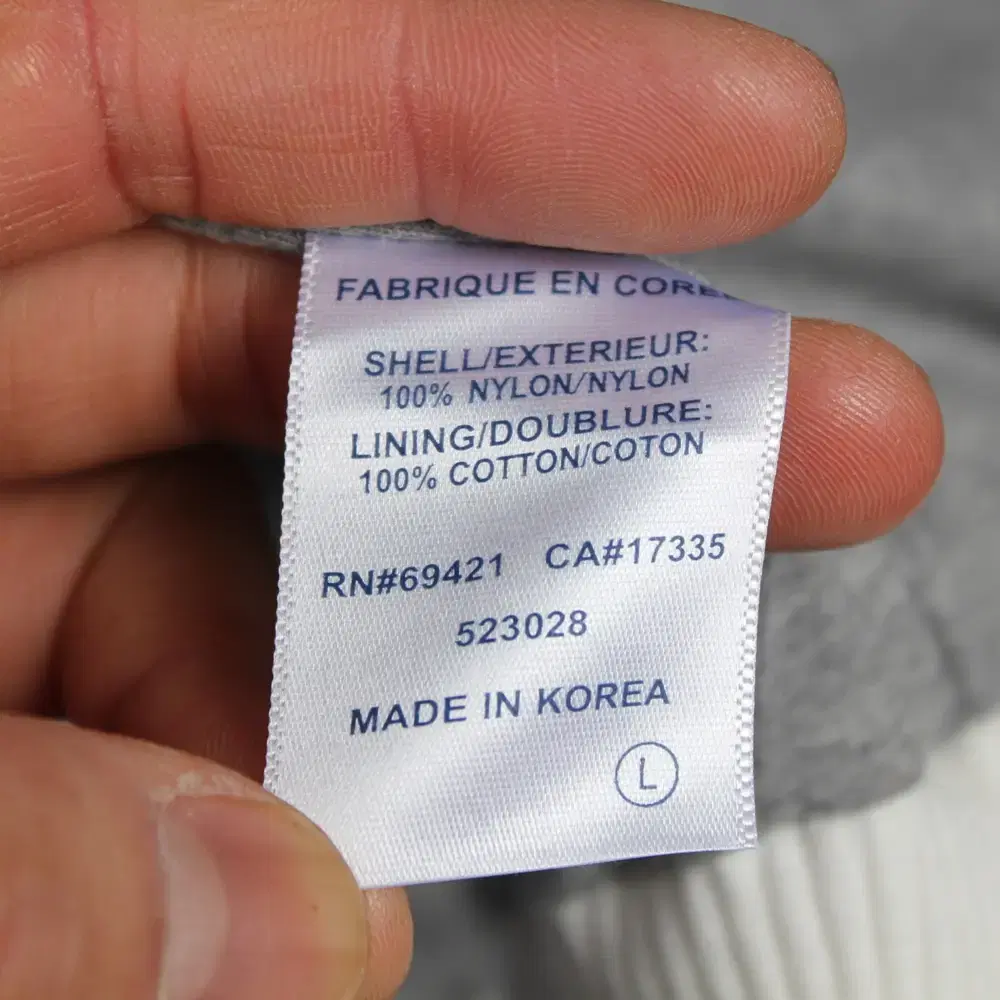 FABRIQUE EN COREE
SHELL/EXTERIEUR:
100% NYLON/NYLON
LINING/DOUBLURE:
100% COTTON/COTON
RN#69421 CA#17335
523028
MADE IN KOREA
L